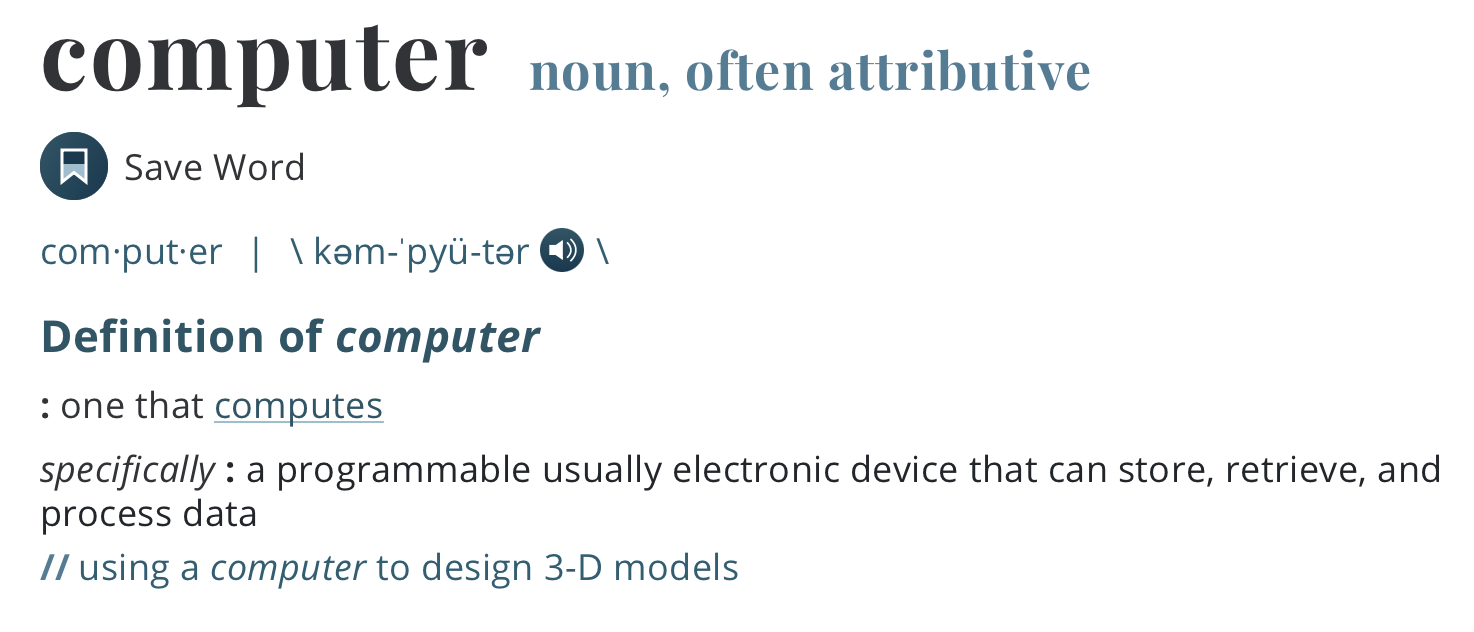 computer noun, often attributive
Save Word
com·put·er | \ kəm-ˈpyü-tər \
Definition of computer
: one that computes
specifically : a programmable usually electronic device that can store, retrieve, and
process data
// using a computer to design 3-D models